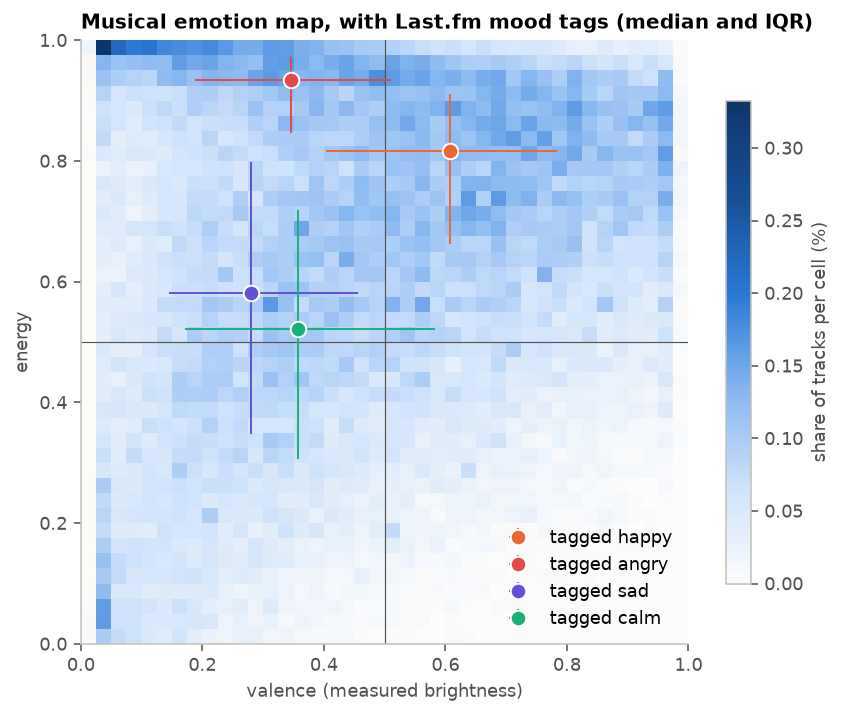 Musical emotion map, with Last.fm mood tags (median and IQR)
1.0
0.8
0.6
0.4
0.2
0.0
energy
0.0 0.2 0.4 0.6 0.8 1.0
valence (measured brightness)
tagged happy
tagged angry
tagged sad
tagged calm
0.30
0.25
0.20
0.15
0.10
0.05
0.00
share of tracks per cell (%)